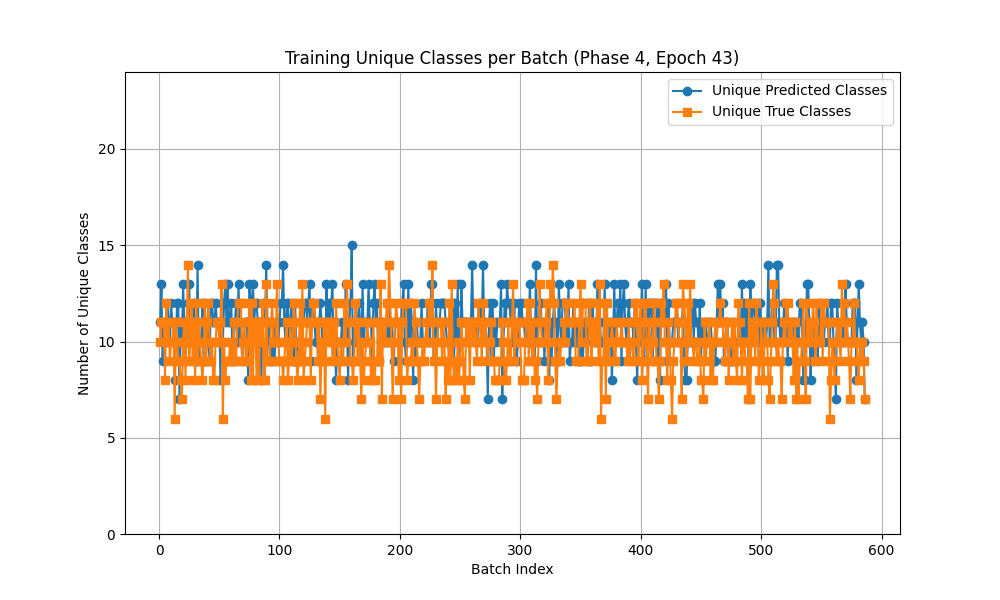 Training Unique Classes per Batch (Phase 4, Epoch 43)
Unique Predicted Classes
Unique True Classes
Number of Unique Classes
20
15
10
5
0
0 100 200 300 400 500 600
Batch Index